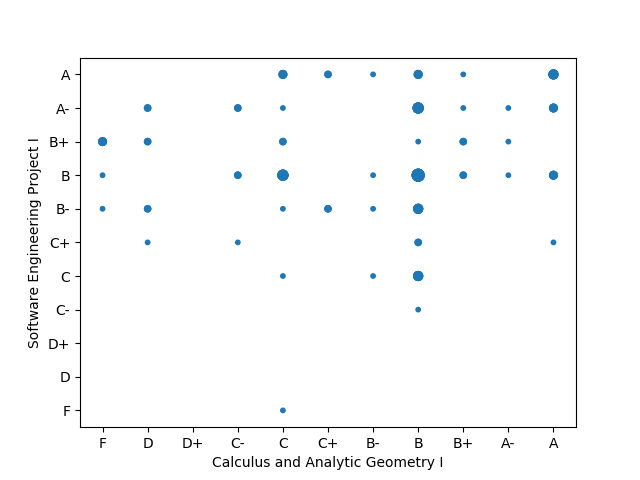 Software Engineering Project I
A
A-
B+
B
B-
C+
C
C-
D+
D
F
F D D+ C- C C+ B- B B+ A- A
Calculus and Analytic Geometry I